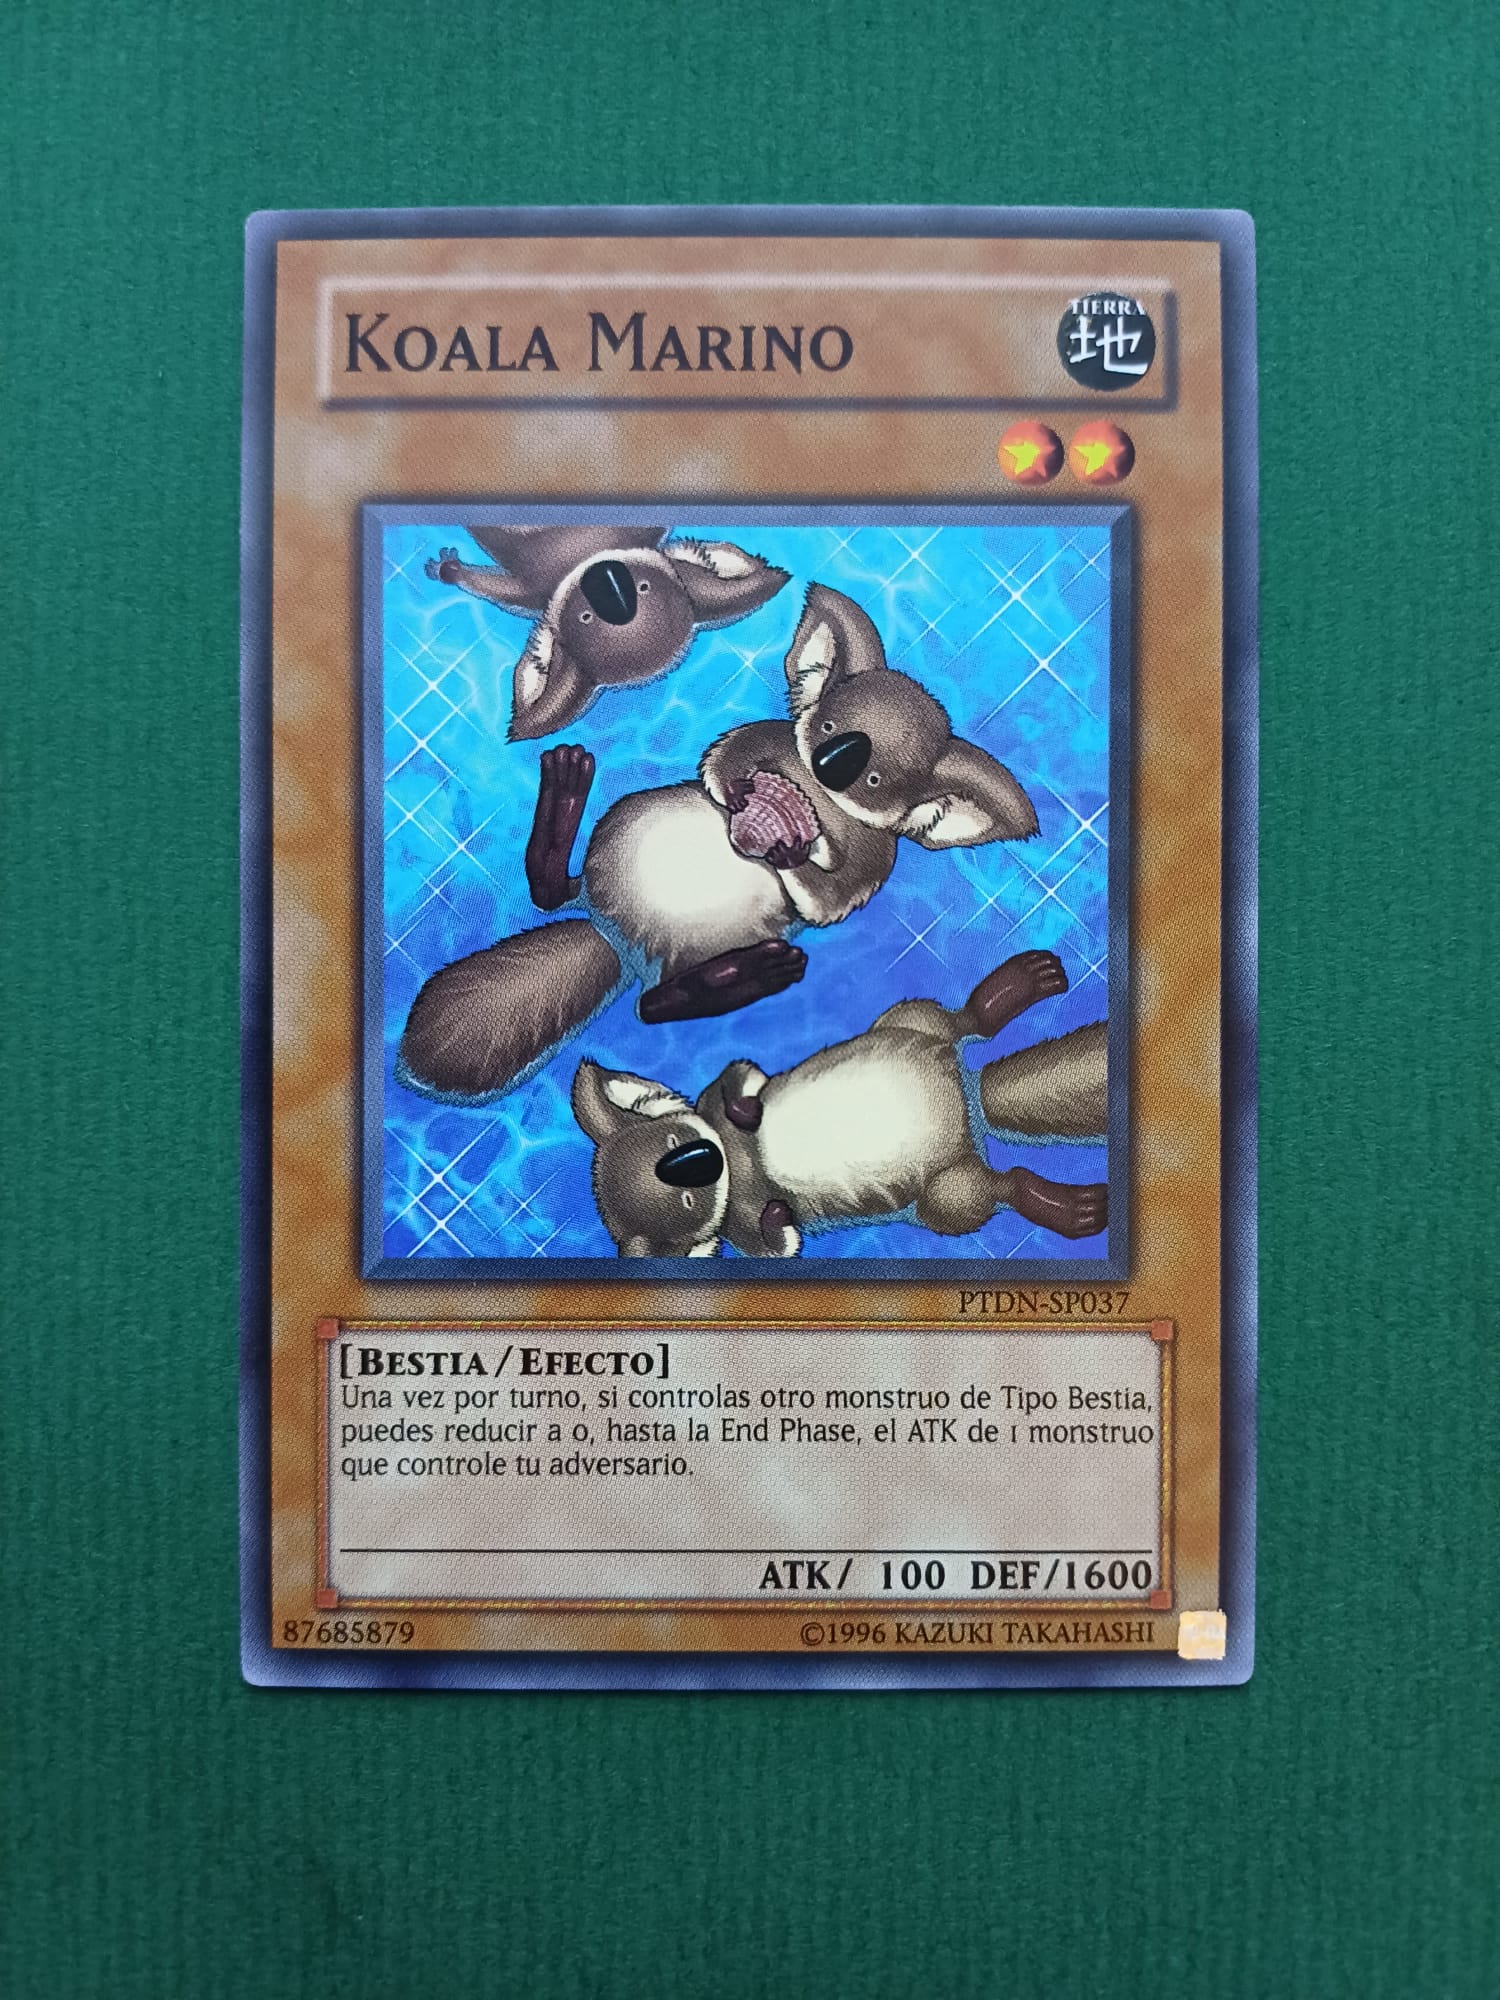 KOALA MARINO
TIERRA
地
PTDN-SP037
[BESTIA/EFECTO]
Una vez por turno, si controlas otro monstruo de Tipo Bestia,
puedes reducir a 0, hasta la End Phase, el ATK de 1 monstruo
que controle tu adversario.
ATK/ 100 DEF/1600
87685879
©1996 KAZUKI TAKAHASHI